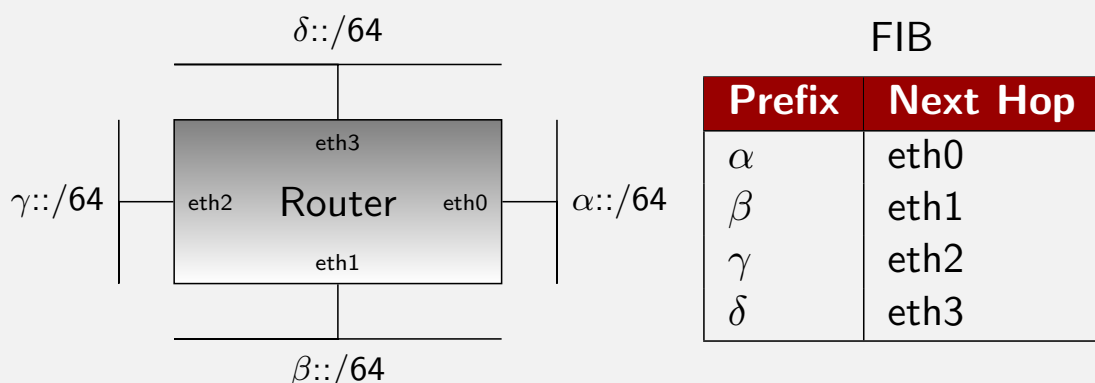 δ::/64
eth3
γ::/64
eth2
Router
eth0
α::/64
eth1
β::/64
FIB
Prefix Next Hop
α eth0
β eth1
γ eth2
δ eth3